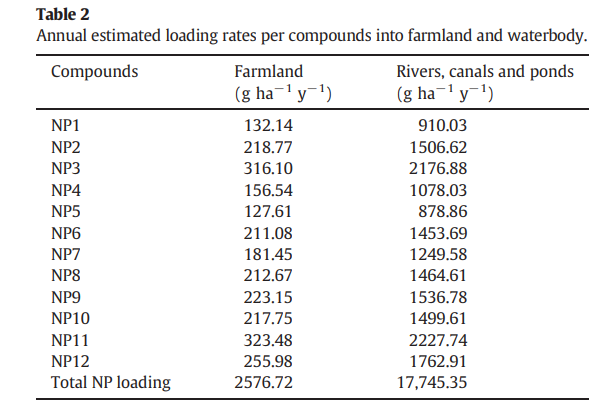 Table 2
Annual estimated loading rates per compounds into farmland and waterbody.
Compounds Farmland Rivers, canals and ponds
(g ha⁻¹ y⁻¹) (g ha⁻¹ y⁻¹)
NP1 132.14 910.03
NP2 218.77 1506.62
NP3 316.10 2176.88
NP4 156.54 1078.03
NP5 127.61 878.86
NP6 211.08 1453.69
NP7 181.45 1249.58
NP8 212.67 1464.61
NP9 223.15 1536.78
NP10 217.75 1499.61
NP11 323.48 2227.74
NP12 255.98 1762.91
Total NP loading 2576.72 17,745.35